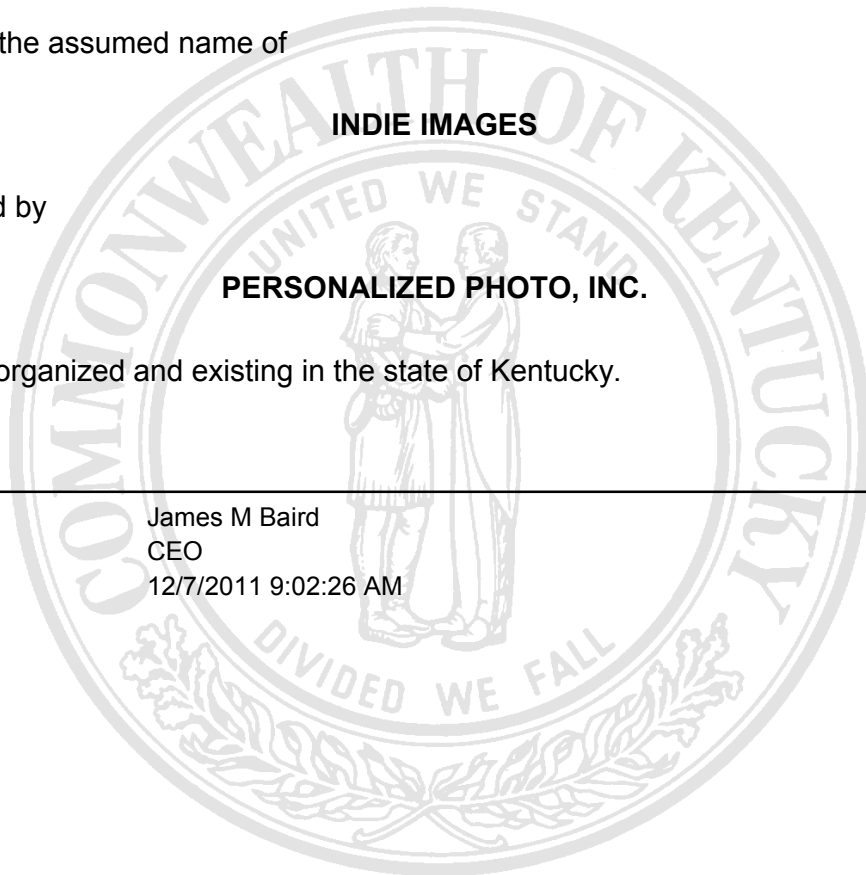 the assumed name of
INDIE IMAGES
d by
PERSONALIZED PHOTO, INC.
organized and existing in the state of Kentucky.
James M Baird
CEO
12/7/2011 9:02:26 AM
COMMONWEALTH OF KENTUCKY
UNITED WE STAND
DIVIDED WE FALL